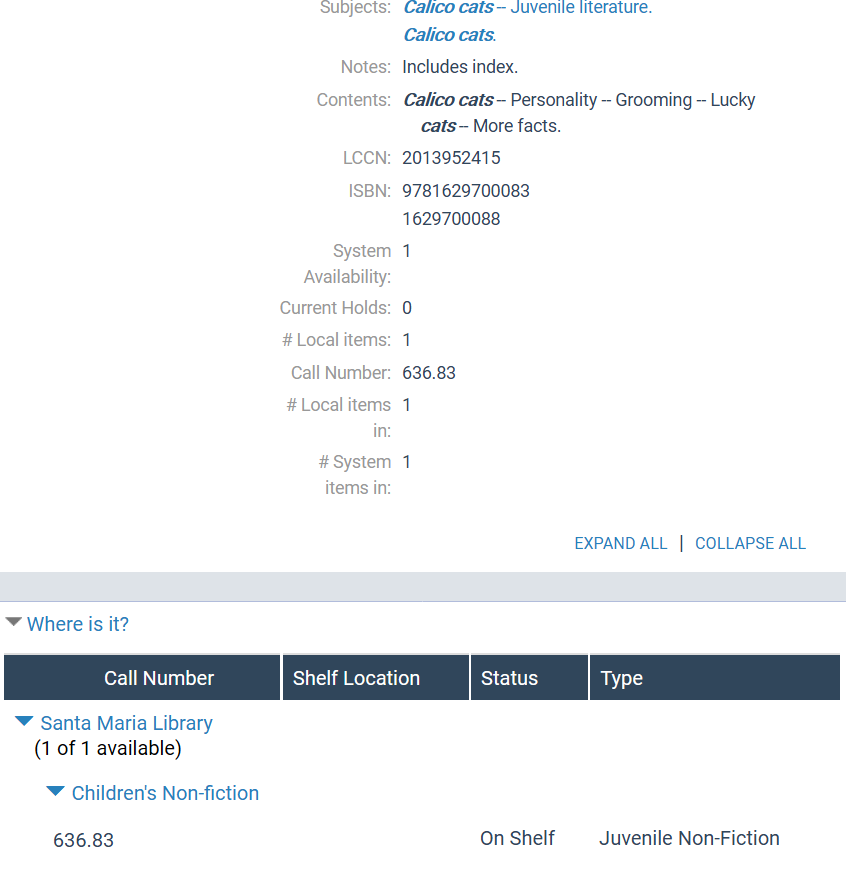 Subjects: Calico cats -- Juvenile literature.
Calico cats.
Notes: Includes index.
Contents: Calico cats -- Personality -- Grooming -- Lucky
cats -- More facts.
LCCN: 2013952415
ISBN: 9781629700083
1629700088
System 1
Availability:
Current Holds: 0
# Local items: 1
Call Number: 636.83
# Local items 1
in:
# System 1
items in:
EXPAND ALL | COLLAPSE ALL
Where is it?
Call Number Shelf Location Status Type
Santa Maria Library
(1 of 1 available)
Children's Non-fiction
636.83 On Shelf Juvenile Non-Fiction